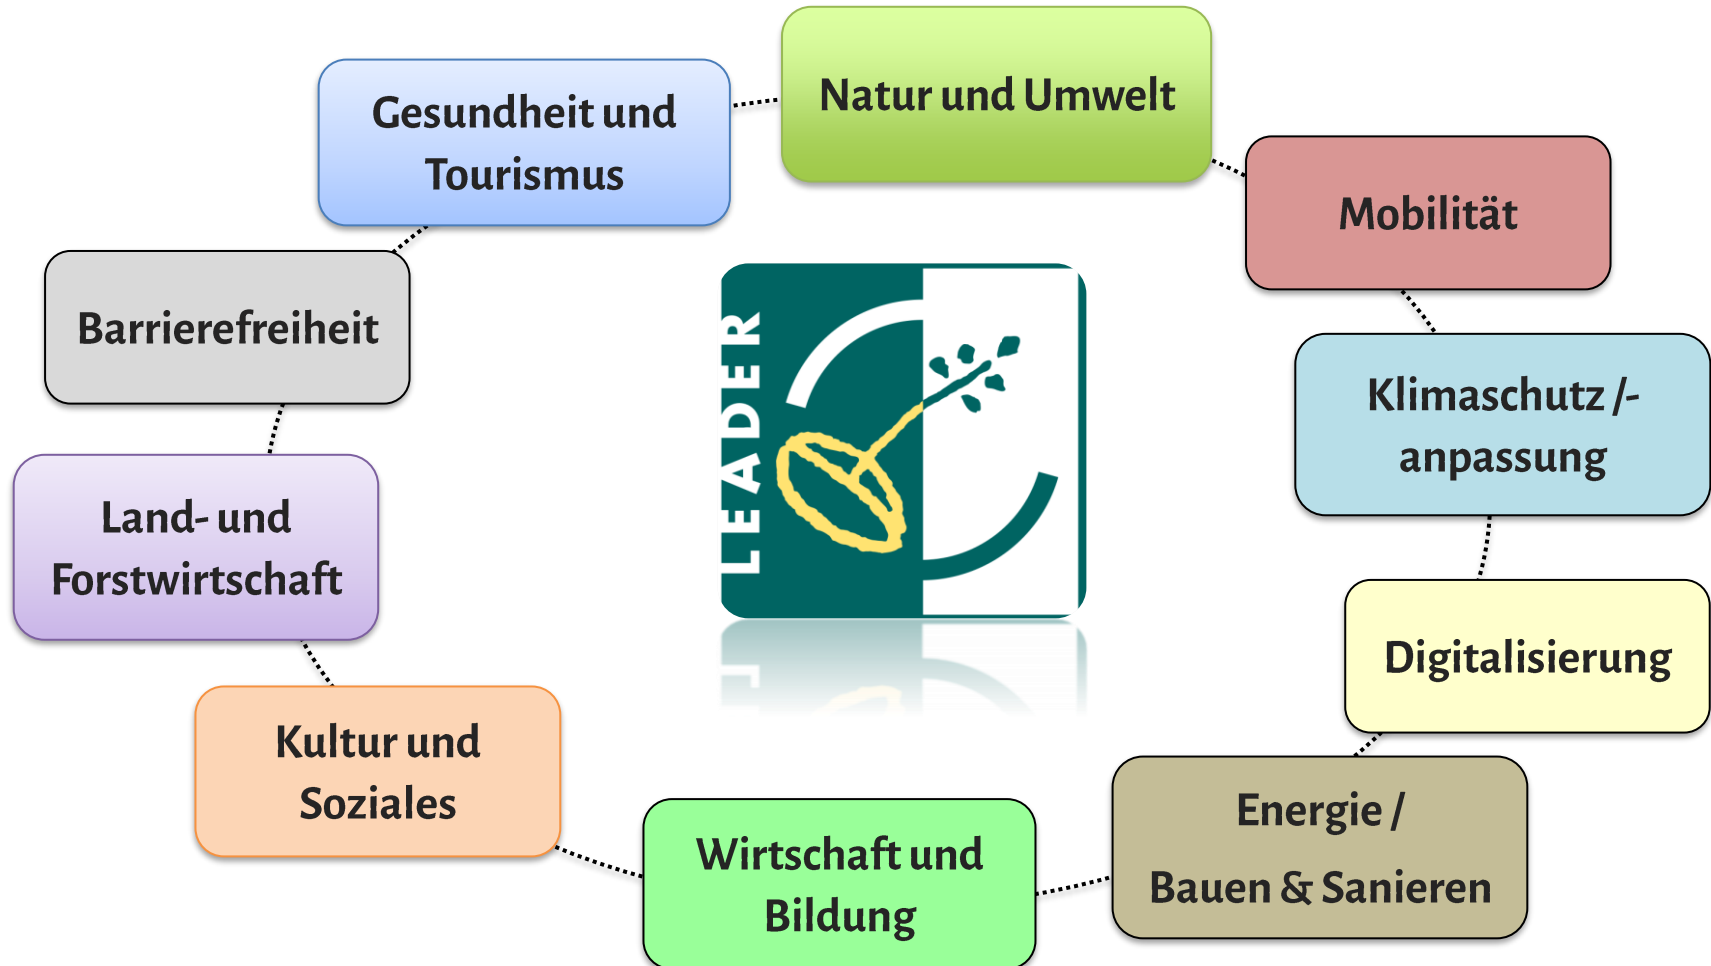 Natur und Umwelt
Gesundheit und
Tourismus
Mobilität
Barrierefreiheit
LEADER
Klimaschutz /-
anpassung
Land- und
Forstwirtschaft
Digitalisierung
Kultur und
Soziales
Energie /
Bauen & Sanieren
Wirtschaft und
Bildung